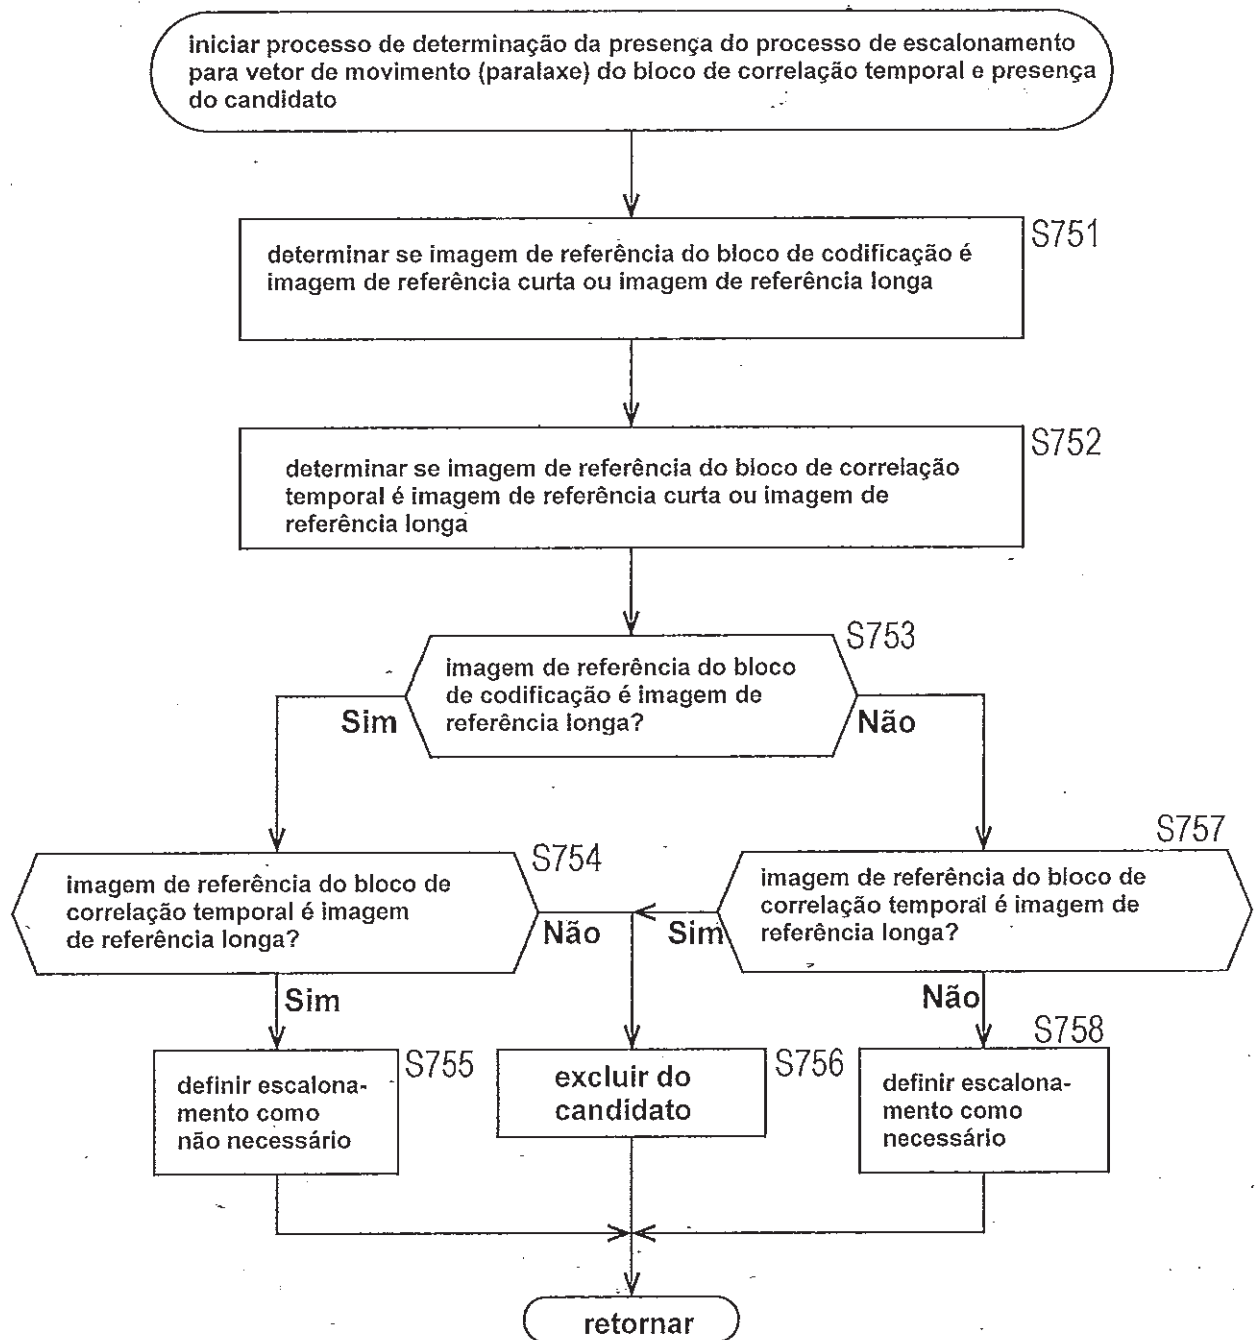 iniciar processo de determinação da presença do processo de escalonamento
para vetor de movimento (paralaxe) do bloco de correlação temporal e presença
do candidato
S751
determinar se imagem de referência do bloco de codificação é
imagem de referência curta ou imagem de referência longa
S752
determinar se imagem de referência do bloco de correlação
temporal é imagem de referência curta ou imagem de
referência longa
S753
imagem de referência do bloco
de codificação é imagem de
referência longa?
Sim
Não
S754
imagem de referência do bloco de
correlação temporal é imagem
de referência longa?
Não
Sim
S757
imagem de referência do bloco de
correlação temporal é imagem de
referência longa?
Sim
Não
S755
definir escalona-
mento como
não necessário
S756
excluir do
candidato
S758
definir escalona-
mento como
necessário
retornar